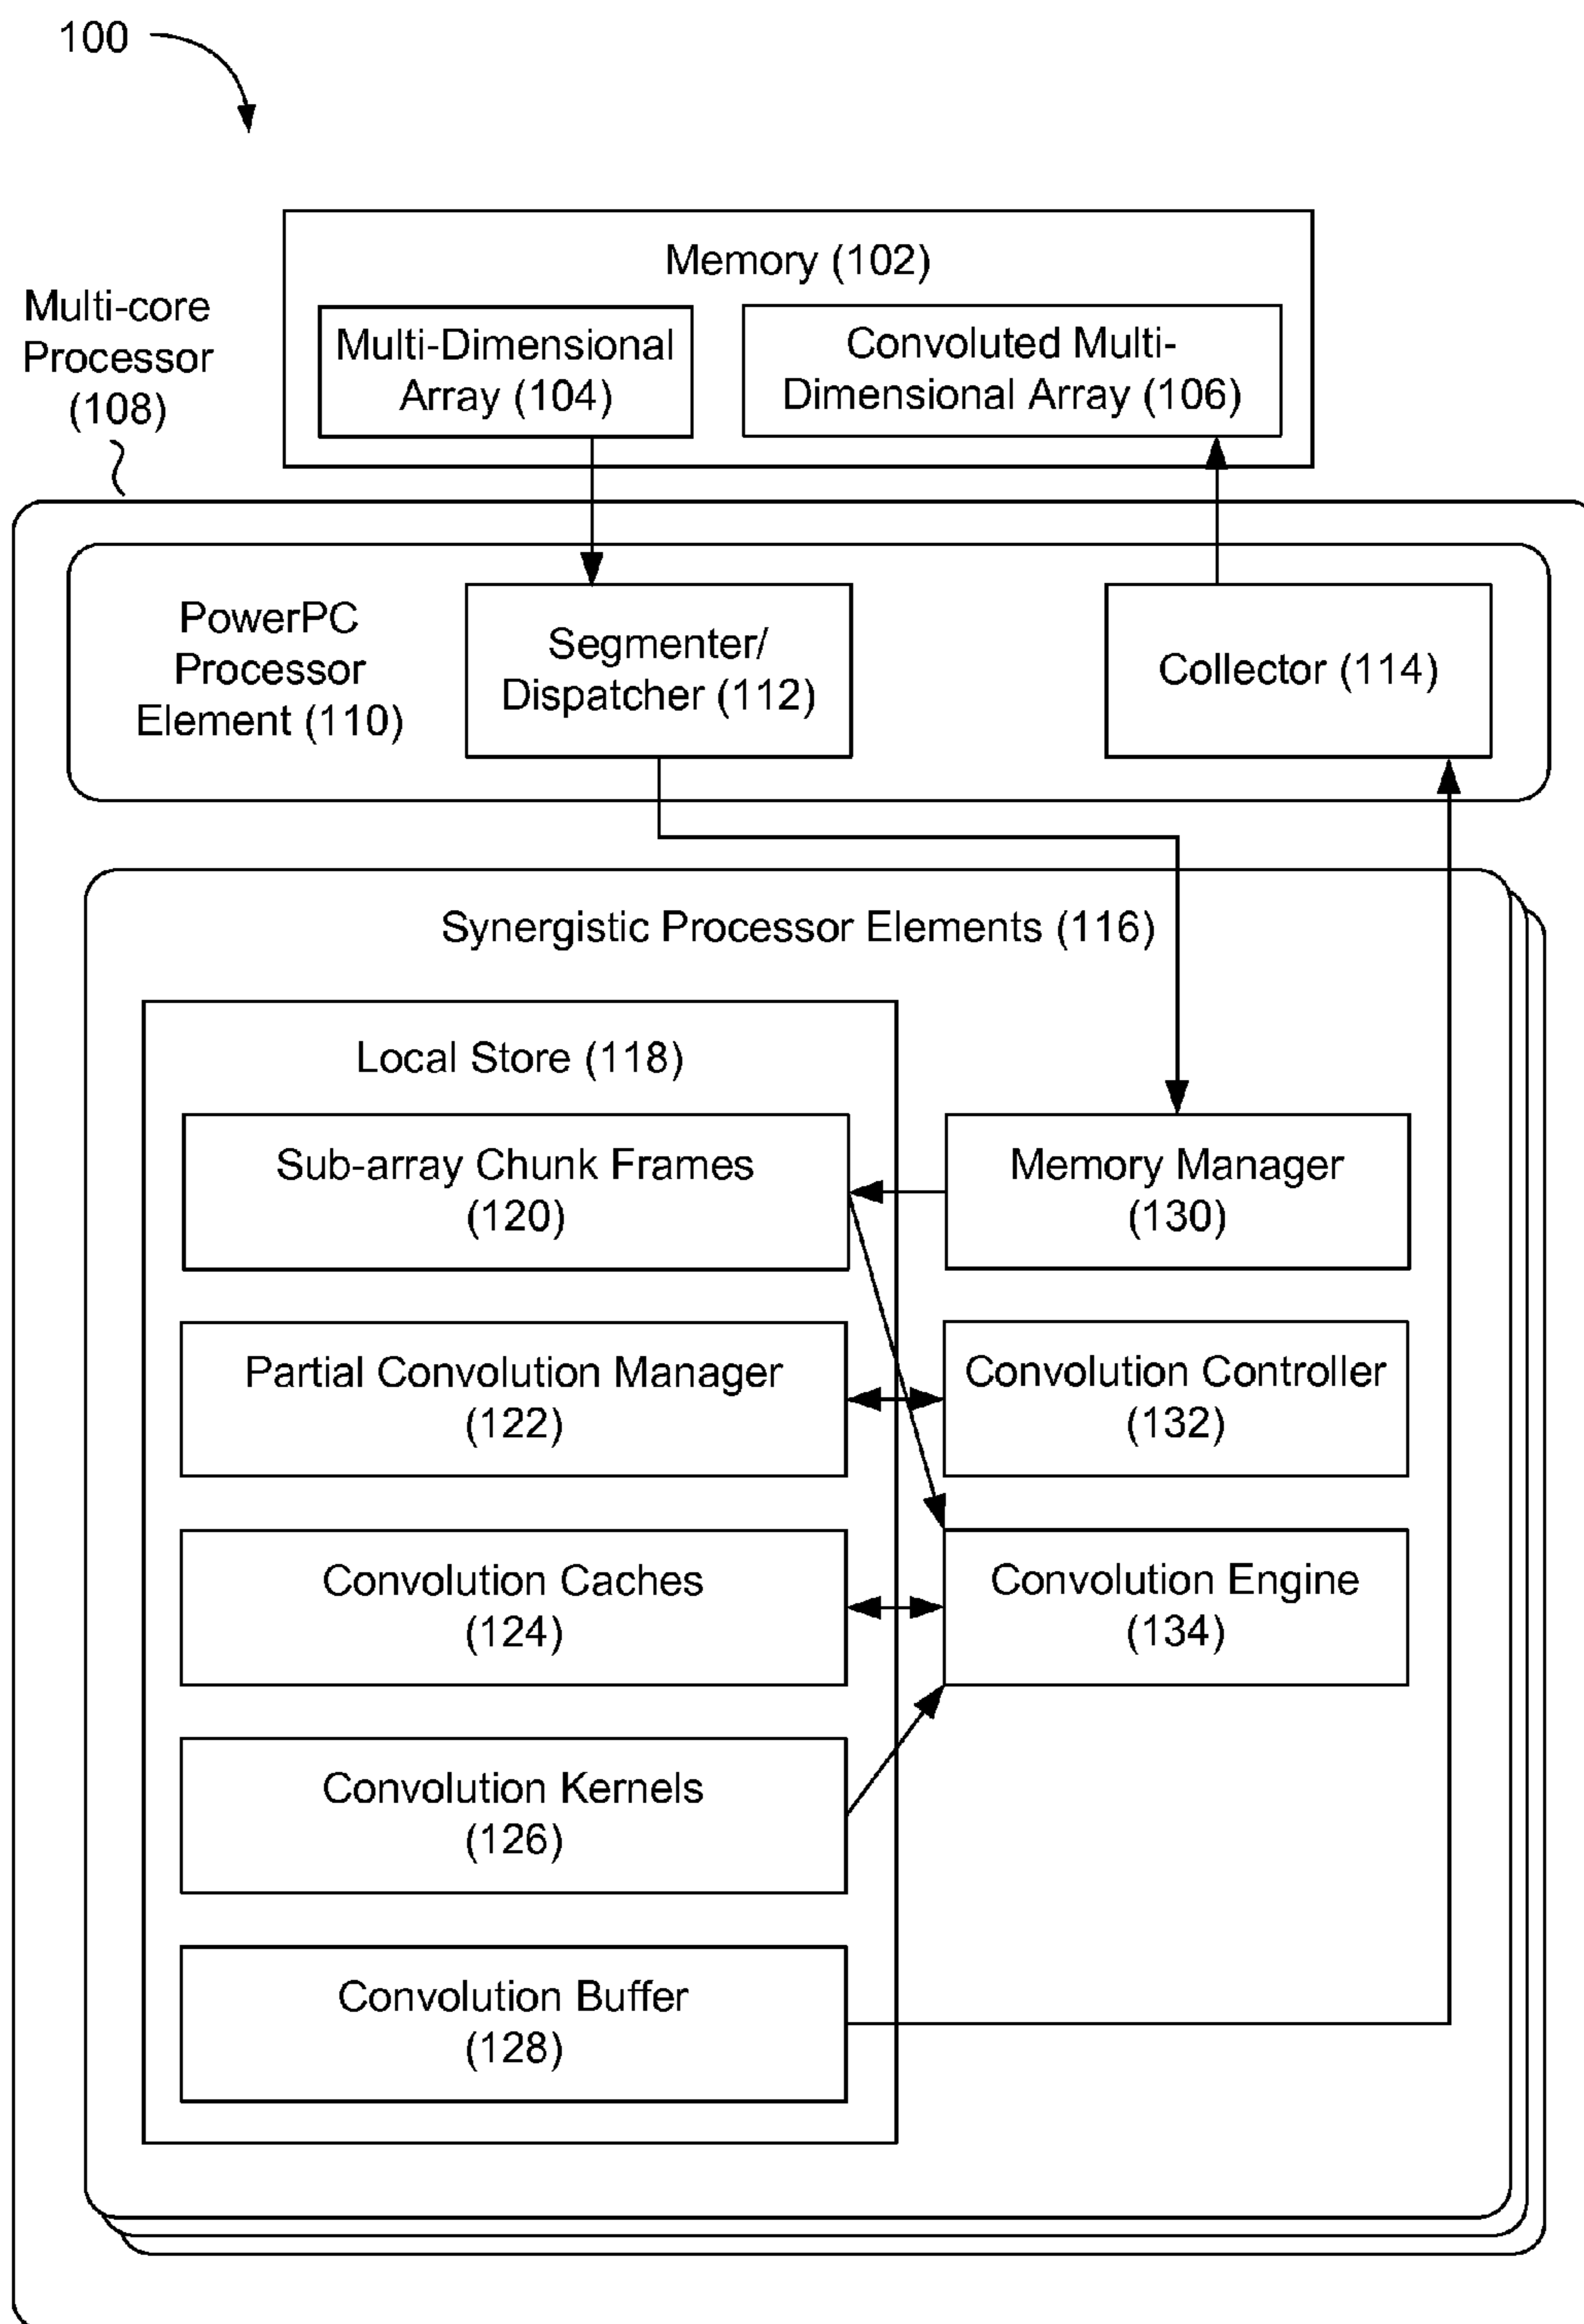 100
Memory (102)
Multi-core
Processor
(108)
Multi-Dimensional
Array (104)
Convoluted Multi-
Dimensional Array (106)
PowerPC
Processor
Element (110)
Segmenter/
Dispatcher (112)
Collector (114)
Synergistic Processor Elements (116)
Local Store (118)
Sub-array Chunk Frames
(120)
Memory Manager
(130)
Partial Convolution Manager
(122)
Convolution Controller
(132)
Convolution Caches
(124)
Convolution Engine
(134)
Convolution Kernels
(126)
Convolution Buffer
(128)